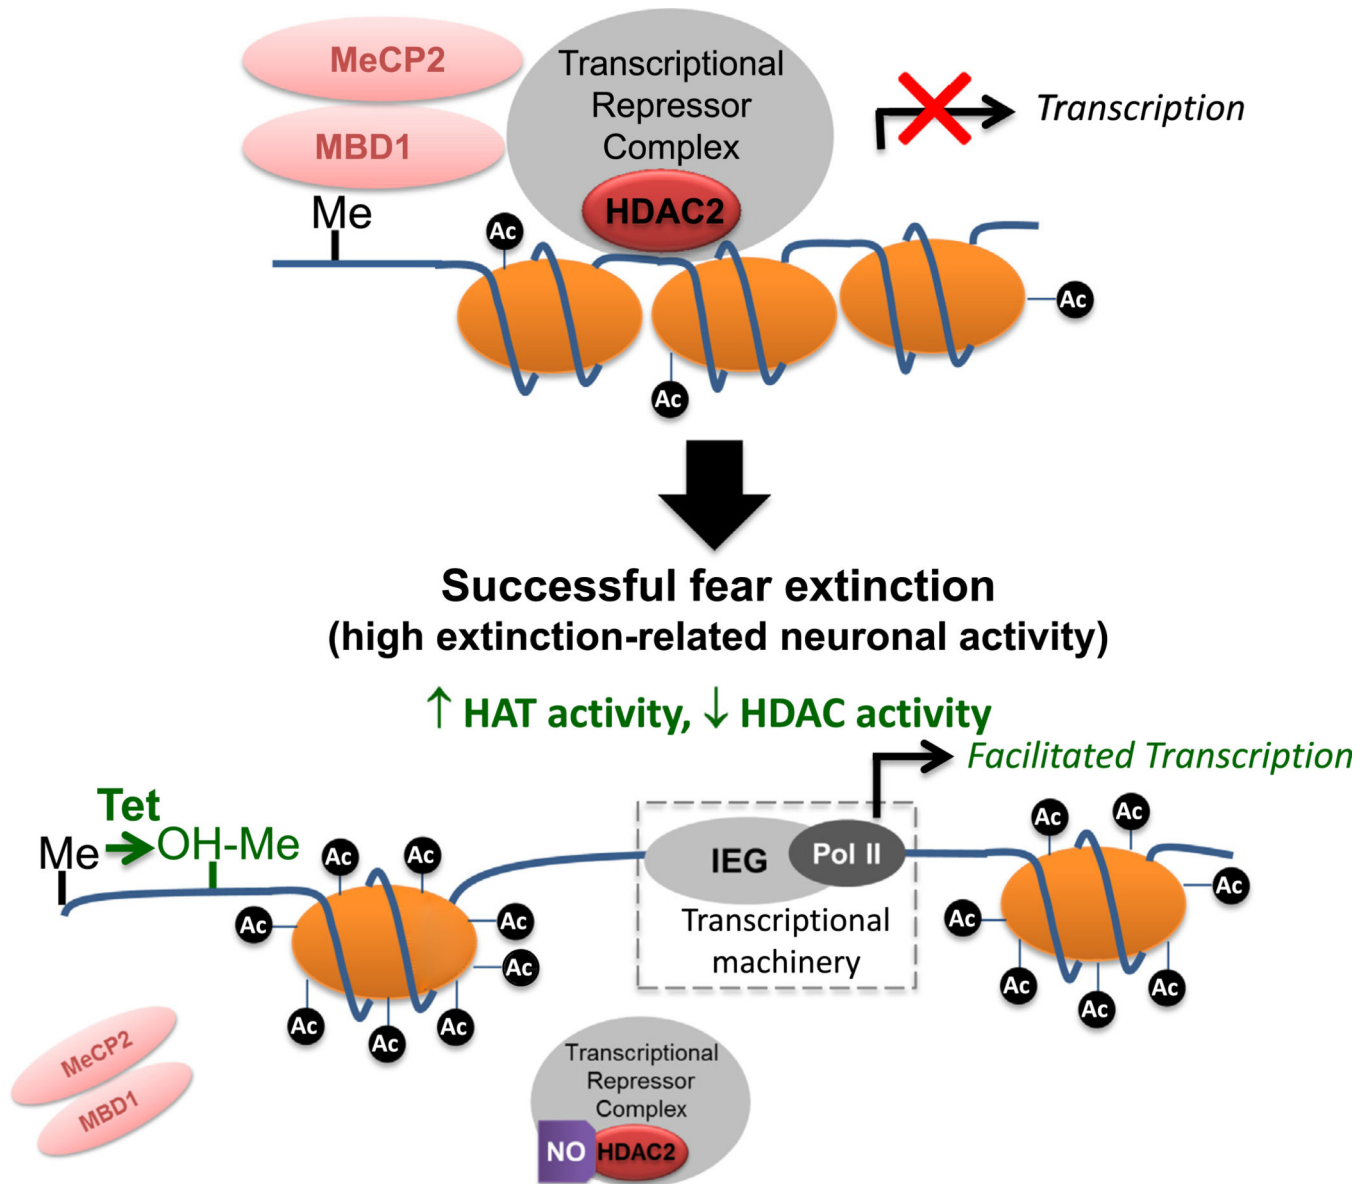 MeCP2
MBD1
Transcriptional
Repressor
Complex
HDAC2
Transcription
Me
Ac
Ac
Ac
Successful fear extinction
(high extinction-related neuronal activity)
↑ HAT activity, ↓ HDAC activity
Facilitated Transcription
Tet
Me
OH-Me
Ac
Ac
Ac
Ac
Ac
Ac
Ac
Ac
IEG
Pol II
Transcriptional
machinery
Ac
Ac
Ac
Ac
Ac
Ac
Ac
MeCP2
MBD1
Transcriptional
Repressor
Complex
NO
HDAC2